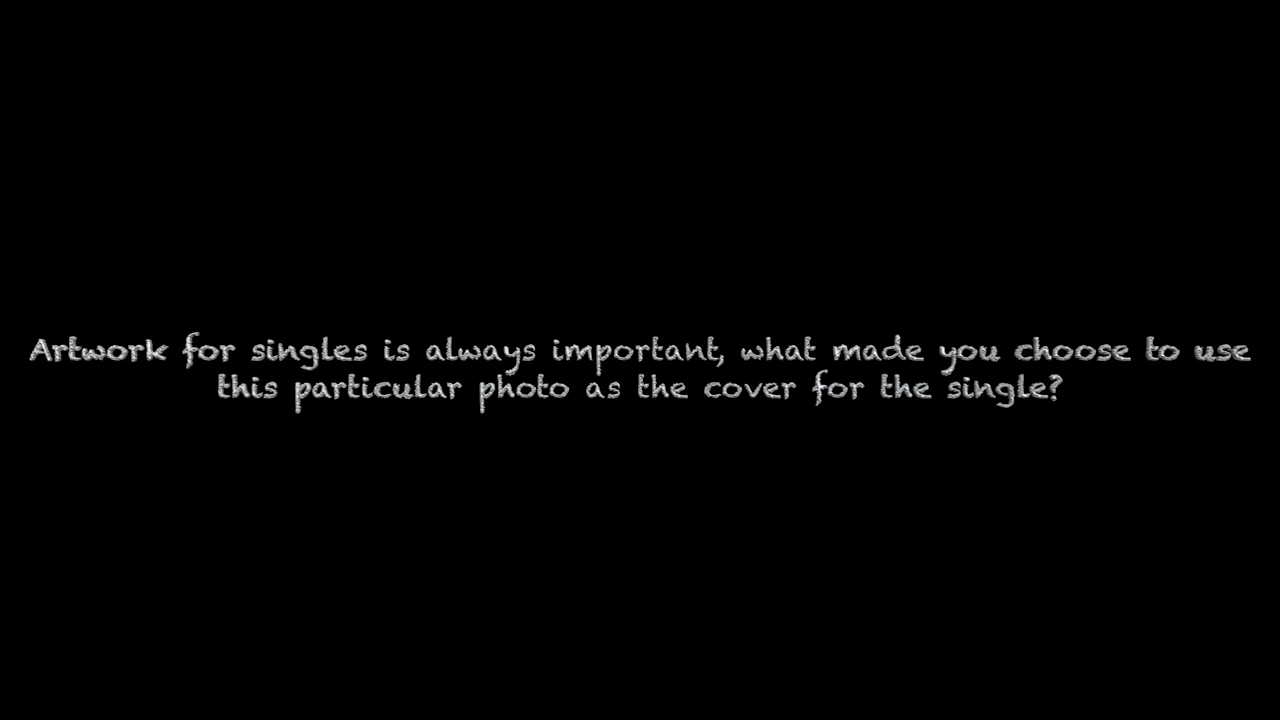 Artwork for singles is always important, what made you choose to use
this particular photo as the cover for the single?